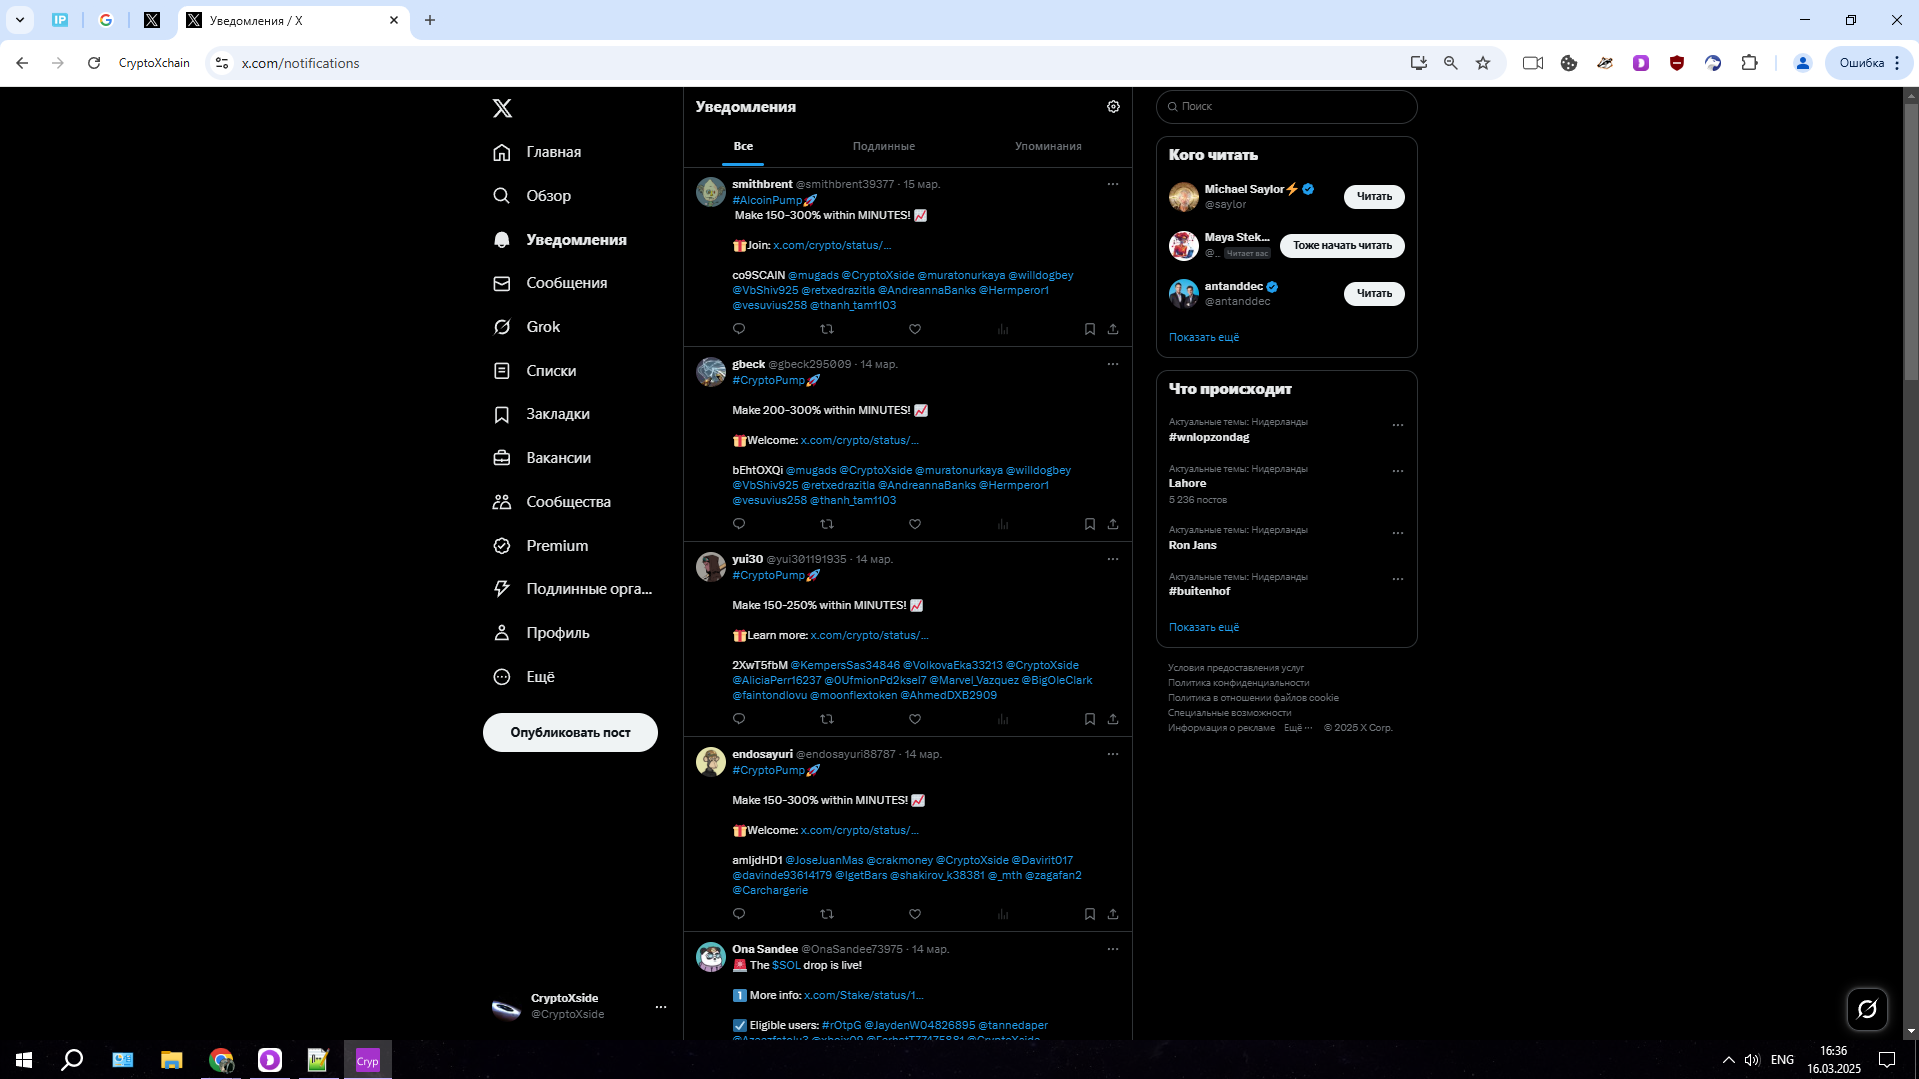 Уведомления / X
CryptoXchain
x.com/notifications
Ошибка
Главная
Обзор
Уведомления
Сообщения
Grok
Списки
Закладки
Вакансии
Сообщества
Premium
Подлинные орга...
Профиль
Ещё
Опубликовать пост
CryptoXside
@CryptoXside
Уведомления
Все
Подлинные
Упоминания
smithbrent @smithbrent39377 · 15 мар.
#AIcoinPump🚀
Make 150-300% within MINUTES! 📈
🎁Join: x.com/crypto/status/...
co9SCAIN @mugads @CryptoXside @muratonurkaya @willdogbey
@VbShiv925 @retxedrazitla @AndreannaBanks @Hermperor1
@vesuvius258 @thanh_tam1103
gbeck @gbeck295009 · 14 мар.
#CryptoPump🚀
Make 200-300% within MINUTES! 📈
🎁Welcome: x.com/crypto/status/...
bEhtOXQi @mugads @CryptoXside @muratonurkaya @willdogbey
@VbShiv925 @retxedrazitla @AndreannaBanks @Hermperor1
@vesuvius258 @thanh_tam1103
yui30 @yui301191935 · 14 мар.
#CryptoPump🚀
Make 150-250% within MINUTES! 📈
🎁Learn more: x.com/crypto/status/...
2XwT5fbM @KempersSas34846 @VolkovaEka33213 @CryptoXside
@AliciaPerr16237 @0UfmionPd2ksel7 @Marvel_Vazquez @BigOleClark
@faintondlovu @moonflextoken @AhmedDXB2909
endosayuri @endosayuri88787 · 14 мар.
#CryptoPump🚀
Make 150-300% within MINUTES! 📈
🎁Welcome: x.com/crypto/status/...
amljdHD1 @JoseJuanMas @crakmoney @CryptoXside @Davirit017
@davinde93614179 @IgetBars @shakirov_k38381 @_mth @zagafan2
@Carchargerie
Ona Sandee @OnaSandee73975 · 14 мар.
🚨 The $SOL drop is live!
1️⃣ More info: x.com/Stake/status/1...
☑️ Eligible users: #rOtpG @JaydenW04826895 @tannedaper
Поиск
Кого читать
Michael Saylor⚡
@saylor
Читать
Maya Stek...
@... Читает вас
Тоже начать читать
antanddec
@antanddec
Читать
Показать ещё
Что происходит
Актуальные темы: Нидерланды
#wnlopzondag
Актуальные темы: Нидерланды
Lahore
5 236 постов
Актуальные темы: Нидерланды
Ron Jans
Актуальные темы: Нидерланды
#buitenhof
Показать ещё
Условия предоставления услуг
Политика конфиденциальности
Политика в отношении файлов cookie
Специальные возможности
Информация о рекламе Ещё ··· © 2025 X Corp.
Cryp
ENG
16:36
16.03.2025